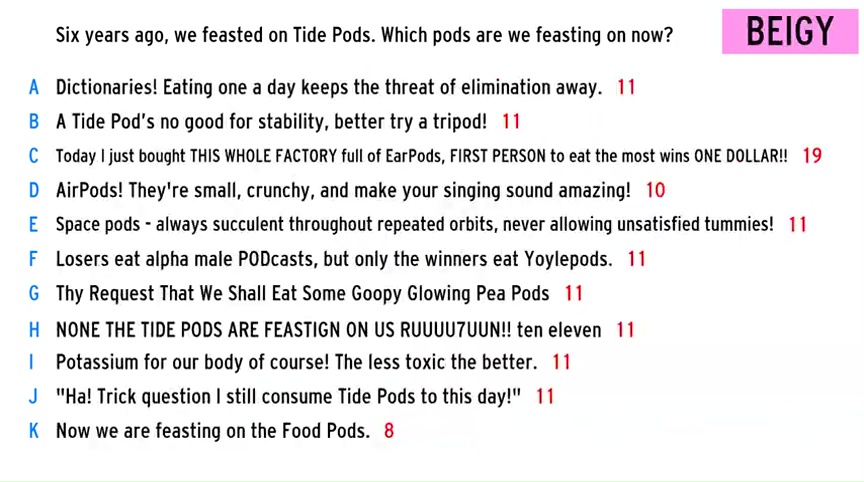 Six years ago, we feasted on Tide Pods. Which pods are we feasting on now?
BEIGY
A Dictionaries! Eating one a day keeps the threat of elimination away. 11
B A Tide Pod's no good for stability, better try a tripod! 11
C Today I just bought THIS WHOLE FACTORY full of EarPods, FIRST PERSON to eat the most wins ONE DOLLAR!! 19
D AirPods! They're small, crunchy, and make your singing sound amazing! 10
E Space pods - always succulent throughout repeated orbits, never allowing unsatisfied tummies! 11
F Losers eat alpha male PODcasts, but only the winners eat Yoylepods. 11
G Thy Request That We Shall Eat Some Goopy Glowing Pea Pods 11
H NONE THE TIDE PODS ARE FEASTIGN ON US RUUUU7UUN!! ten eleven 11
I Potassium for our body of course! The less toxic the better. 11
J "Ha! Trick question I still consume Tide Pods to this day!" 11
K Now we are feasting on the Food Pods. 8